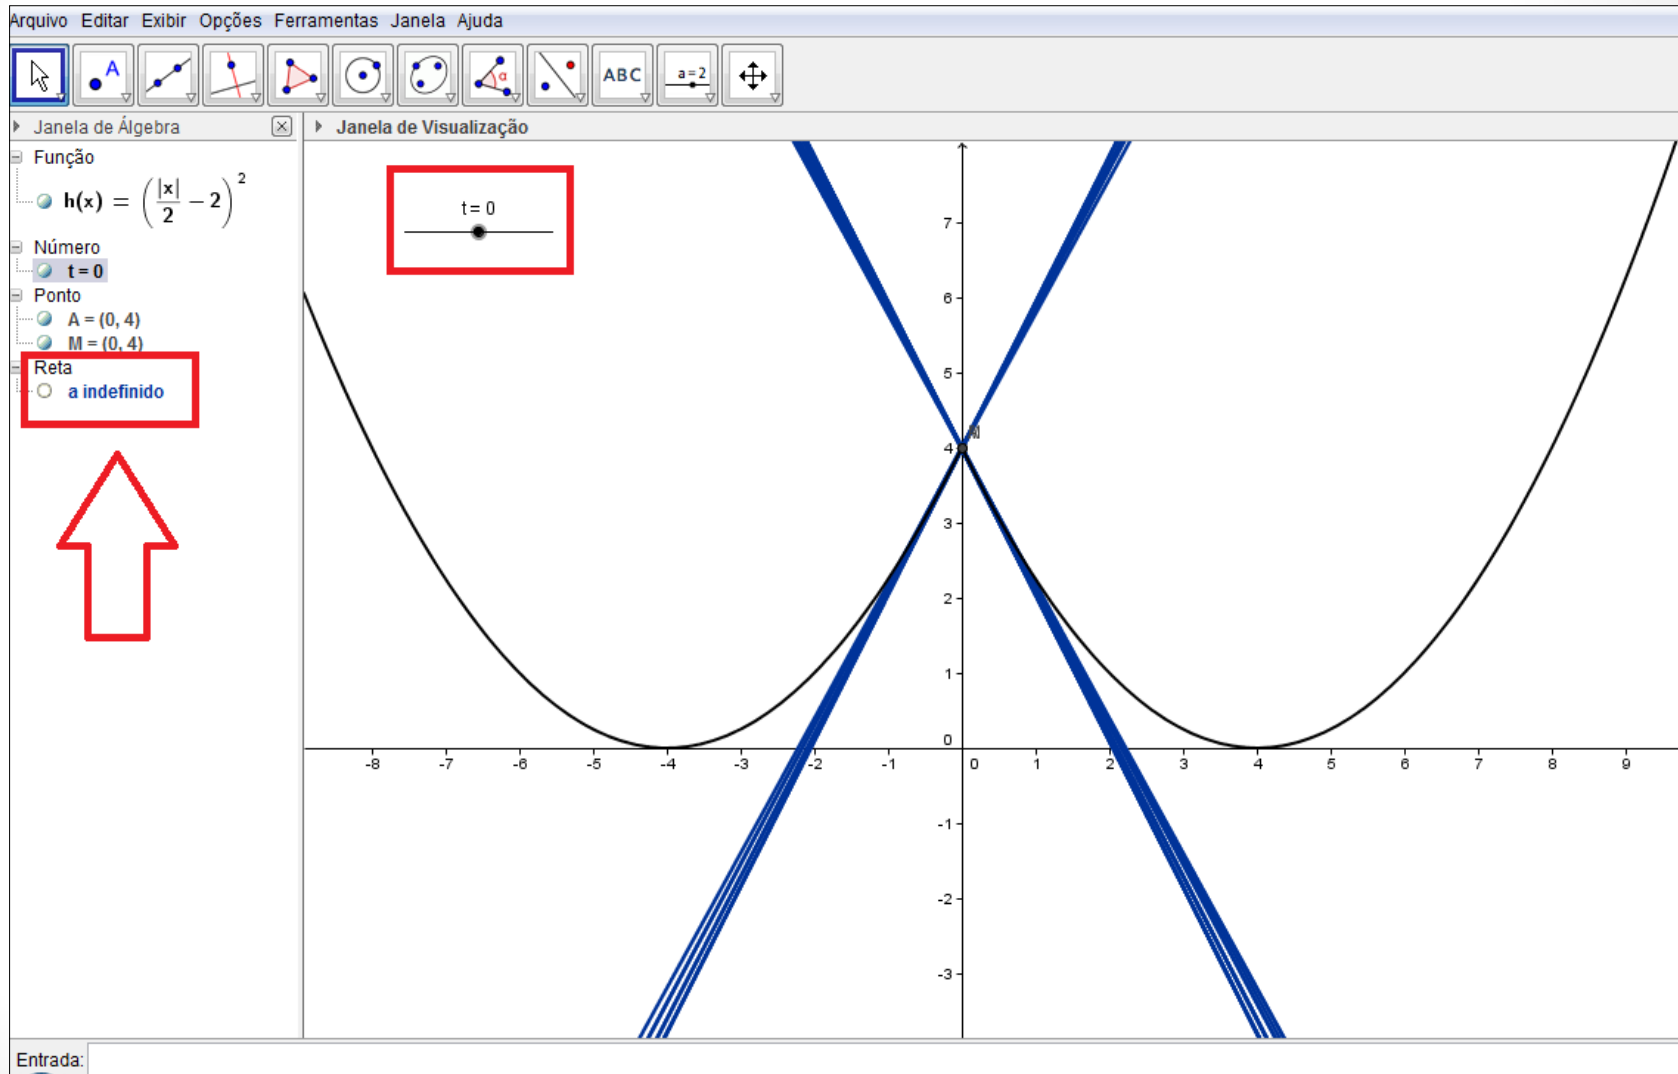 Arquivo Editar Exibir Opções Ferramentas Janela Ajuda
A α ABC a=2
Janela de Álgebra
Janela de Visualização
Função
h(x) = (|x|/2 − 2)^2
Número
t = 0
Ponto
A = (0, 4)
M = (0, 4)
Reta
a indefinido
t = 0
7
6
5
4
3
2
1
0
-8 -7 -6 -5 -4 -3 -2 -1 0 1 2 3 4 5 6 7 8 9
-1
-2
-3
Entrada: